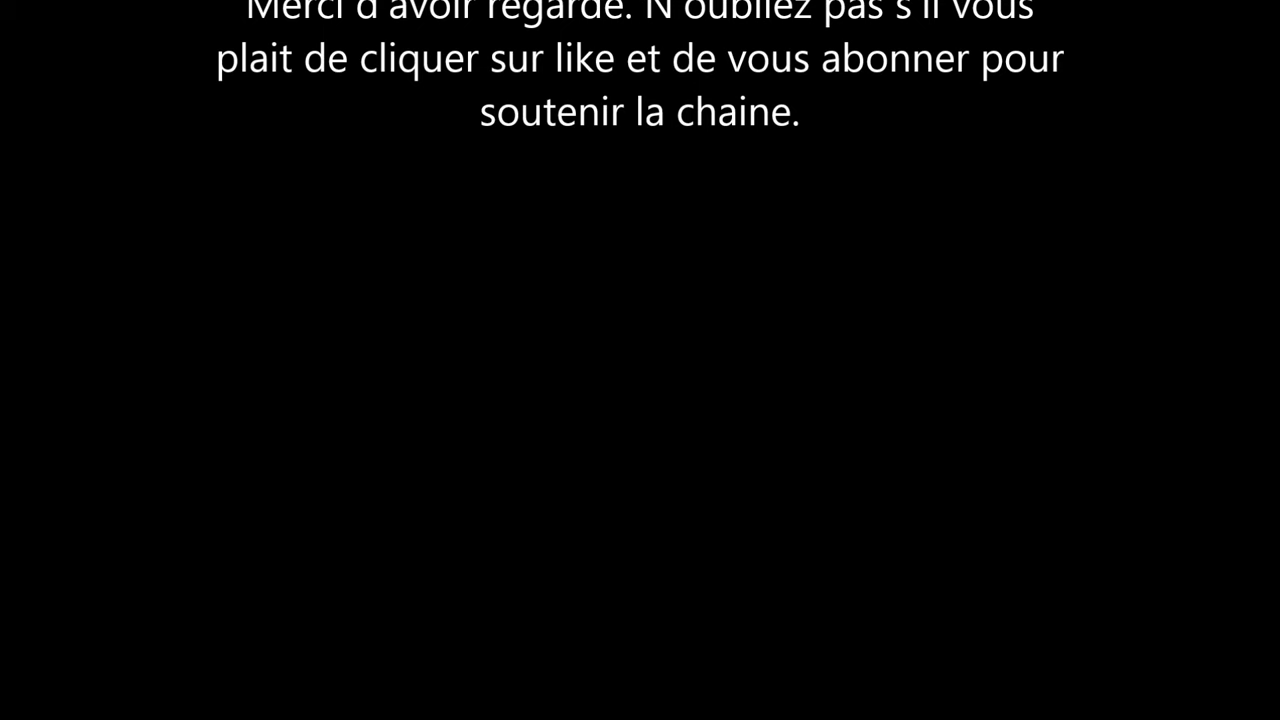 Merci d'avoir regardé. N'oubliez pas s'il vous
plait de cliquer sur like et de vous abonner pour
soutenir la chaine.